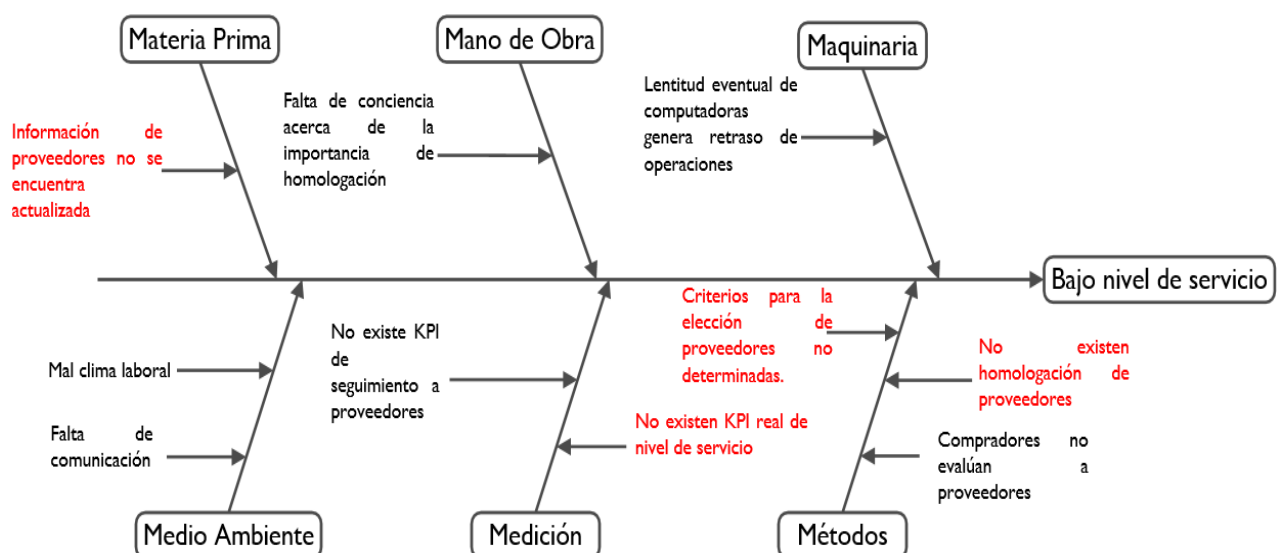 Materia Prima
Mano de Obra
Maquinaria
Información de
proveedores no se
encuentra
actualizada
Falta de conciencia
acerca de la
importancia de
homologación
Lentitud eventual de
computadoras
genera retraso de
operaciones
Bajo nivel de servicio
Mal clima laboral
Falta de
comunicación
No existe KPI
de
seguimiento a
proveedores
No existen KPI real de
nivel de servicio
Criterios para la
elección de
proveedores no
determinadas.
No existen
homologación de
proveedores
Compradores no
evalúan a
proveedores
Medio Ambiente
Medición
Métodos